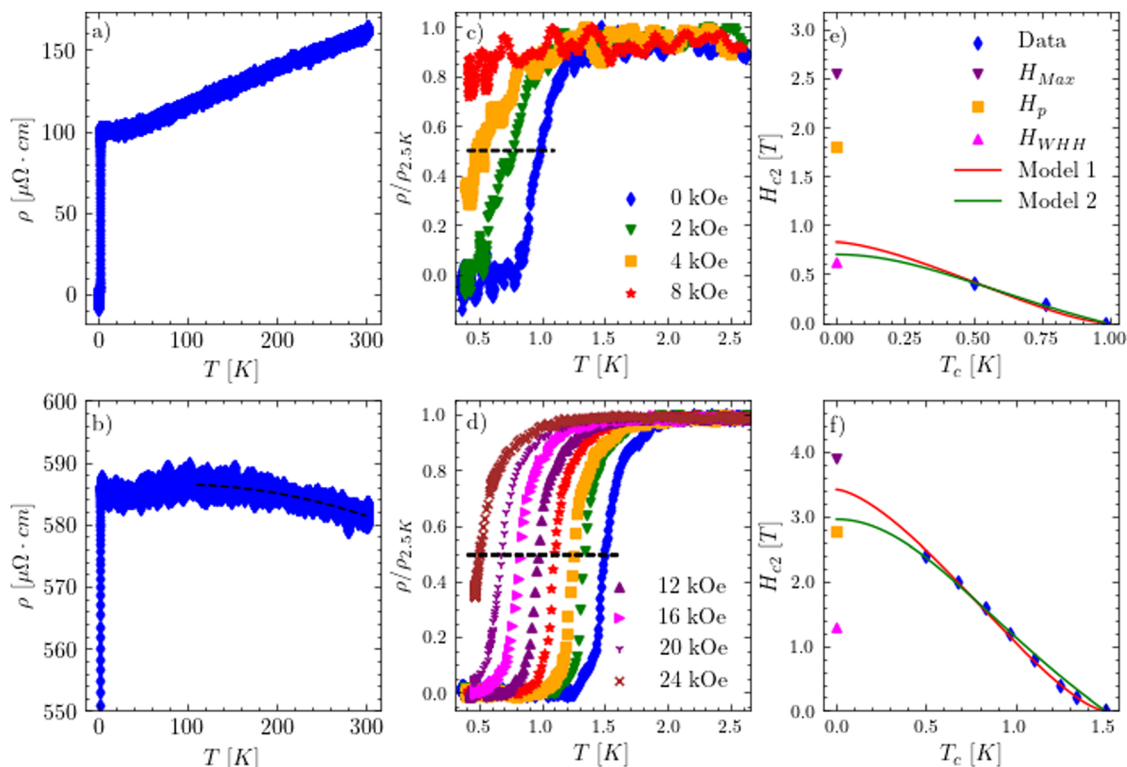 a)
ρ [μΩ · cm]
150
100
50
0
0
100
200
300
T [K]
c)
ρ/ρ2.5K
1.0
0.8
0.6
0.4
0.2
0.0
0 kOe
2 kOe
4 kOe
8 kOe
0.5
1.0
1.5
2.0
2.5
T [K]
e)
Hc2 [T]
3.5
3.0
2.5
2.0
1.5
1.0
0.5
0.0
Data
HMax
Hp
HWHH
Model 1
Model 2
0.00
0.25
0.50
0.75
1.00
Tc [K]
b)
ρ [μΩ · cm]
600
590
580
570
560
550
0
100
200
300
T [K]
d)
ρ/ρ2.5K
1.0
0.8
0.6
0.4
0.2
0.0
12 kOe
16 kOe
20 kOe
24 kOe
0.5
1.0
1.5
2.0
2.5
T [K]
f)
Hc2 [T]
4.0
3.0
2.0
1.0
0.0
0.0
0.5
1.0
1.5
Tc [K]